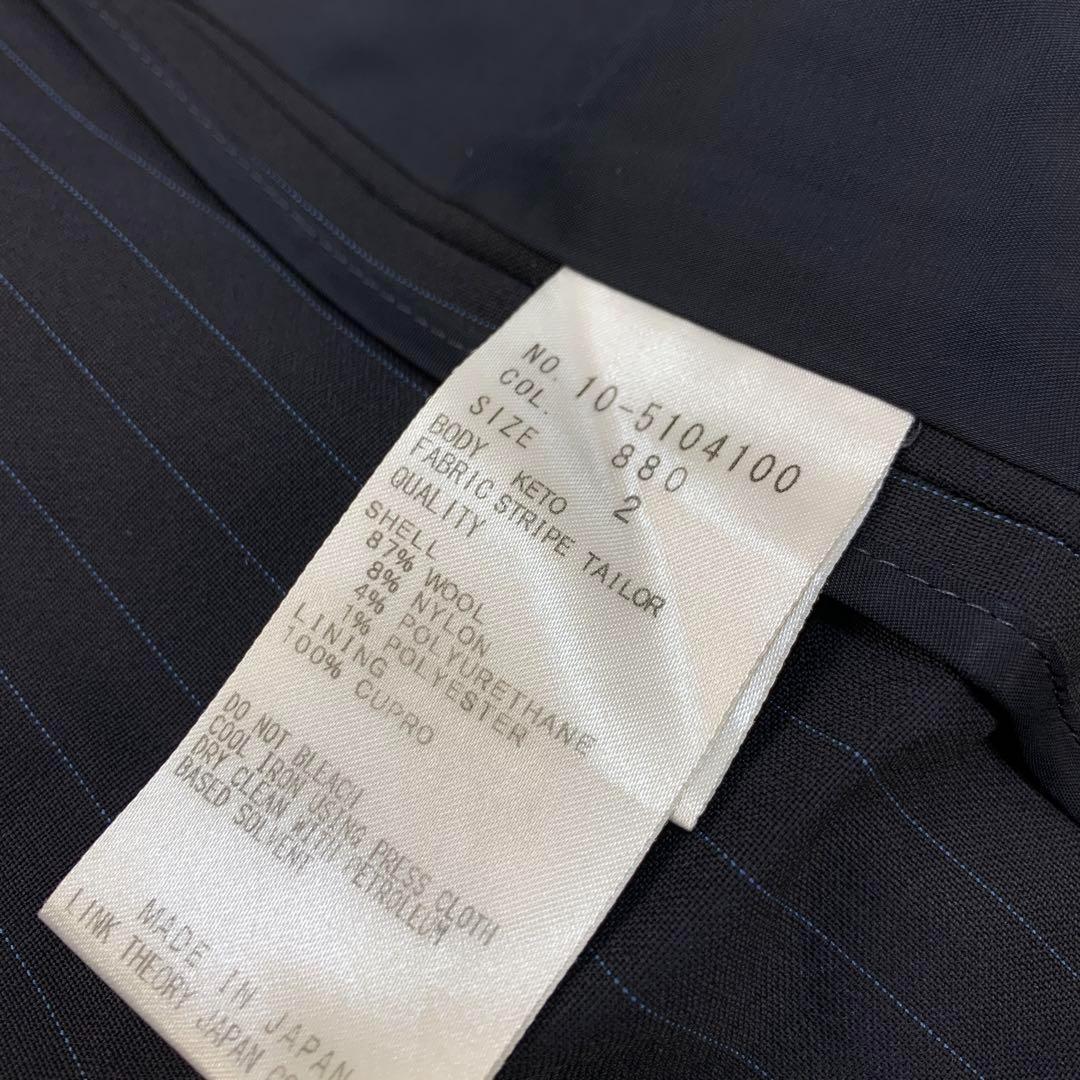 NO. 10-5104100
COL. 880
SIZE 2
BODY KETO
FABRIC STRIPE TAILOR
QUALITY
SHELL
87% WOOL
8% NYLON
4% POLYURETHANE
1% POLYESTER
LINING
100% CUPRO
DO NOT BLEACH
COOL IRON USING PRESS CLOTH
DRY CLEAN WITH PETROLLUM
BASED SOLVENT
MADE IN JAPAN
LINK THEORY JAPAN CO